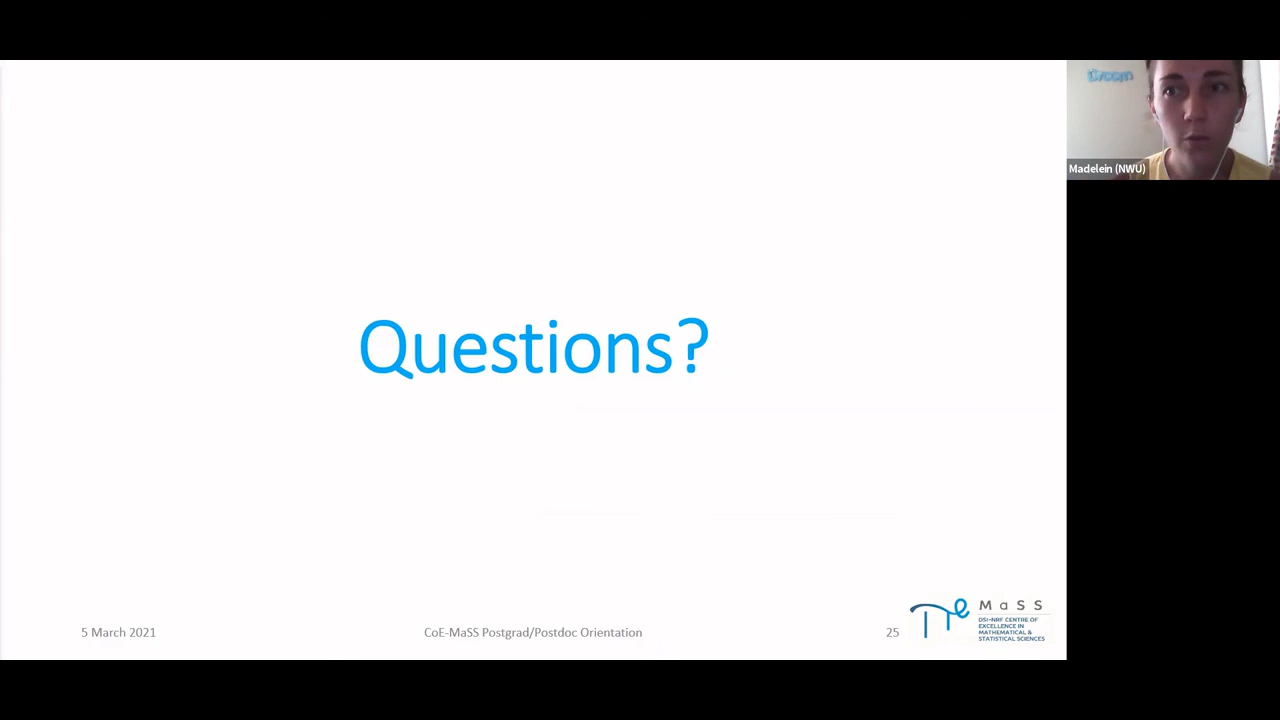 Dream
Madelein (NWU)
Questions?
5 March 2021
CoE-MaSS Postgrad/Postdoc Orientation
25
MaSS
DSI-NRF CENTRE OF
EXCELLENCE IN
MATHEMATICAL &
STATISTICAL SCIENCES